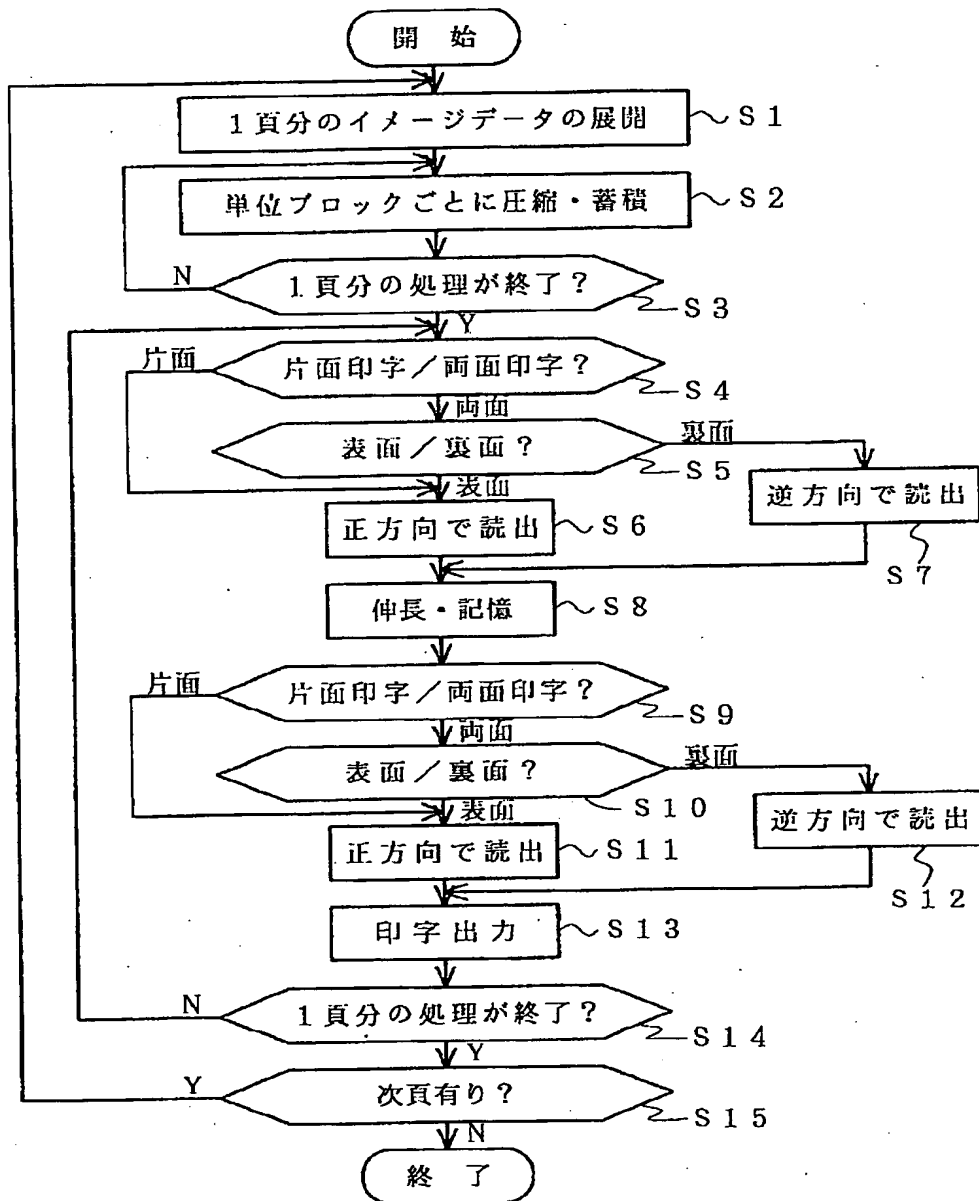 開 始
1頁分のイメージデータの展開
S1
単位ブロックごとに圧縮・蓄積
S2
N
1頁分の処理が終了?
S3
Y
片面
片面印字/両面印字?
S4
両面
表面/裏面?
裏面
S5
表面
正方向で読出
S6
逆方向で読出
S7
伸長・記憶
S8
片面
片面印字/両面印字?
S9
両面
表面/裏面?
裏面
S10
表面
正方向で読出
S11
逆方向で読出
S12
印字出力
S13
N
1頁分の処理が終了?
S14
Y
Y
次頁有り?
S15
N
終 了